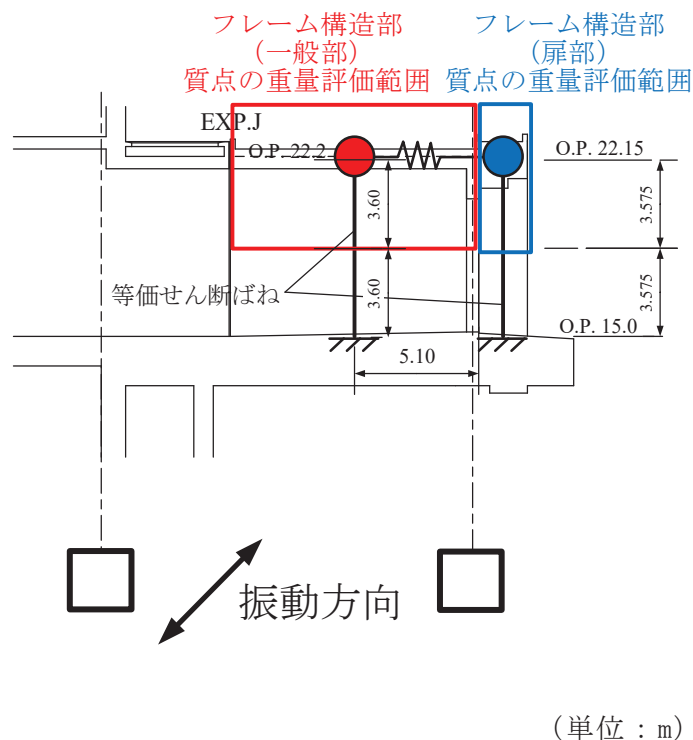 フレーム構造部
（一般部）
質点の重量評価範囲
フレーム構造部
（扉部）
質点の重量評価範囲
EXP.J
O.P. 22.2
O.P. 22.15
3.60
3.575
等価せん断ばね
3.60
3.575
O.P. 15.0
5.10
振動方向
（単位：m）